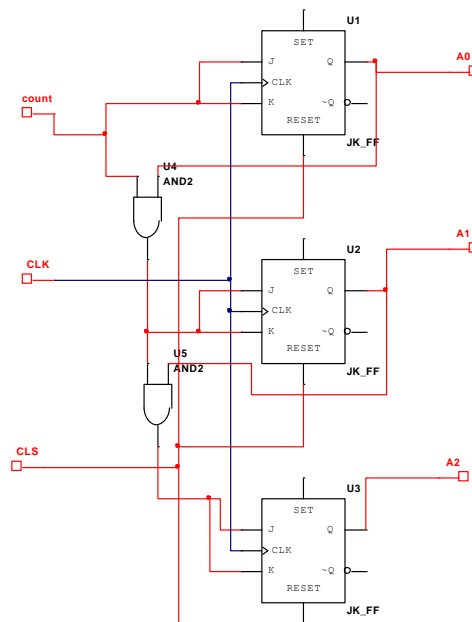 U1
SET
A0
J
Q
CLK
count
K
~Q
RESET
JK_FF
U4
AND2
A1
U2
CLK
SET
J
Q
CLK
K
~Q
U5
RESET
AND2
JK_FF
CLS
A2
U3
SET
J
Q
CLK
K
~Q
RESET
JK_FF